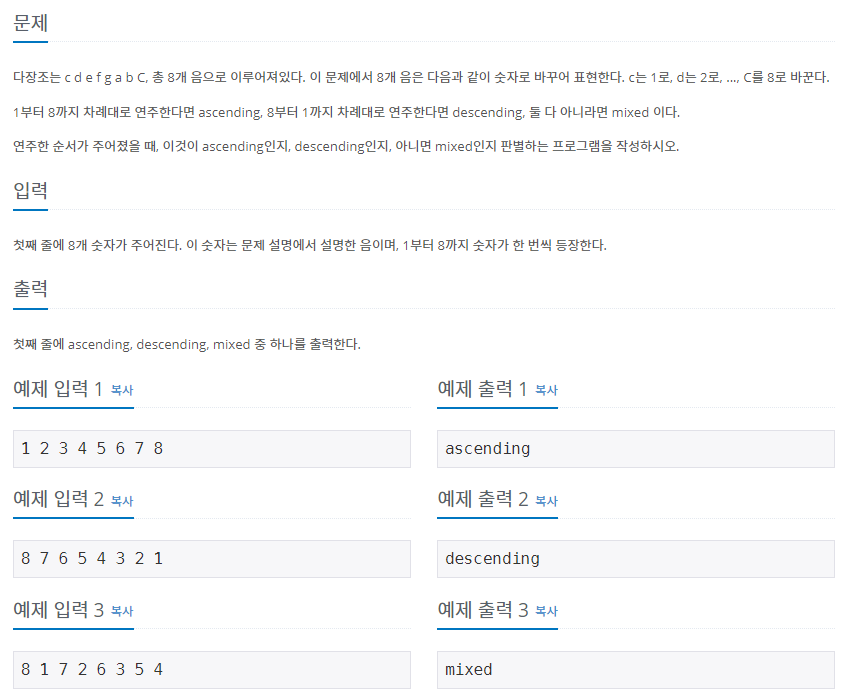 문제
다장조는 c d e f g a b C, 총 8개 음으로 이루어져있다. 이 문제에서 8개 음은 다음과 같이 숫자로 바꾸어 표현한다. c는 1로, d는 2로, ..., C를 8로 바꾼다.
1부터 8까지 차례대로 연주한다면 ascending, 8부터 1까지 차례대로 연주한다면 descending, 둘 다 아니라면 mixed 이다.
연주한 순서가 주어졌을 때, 이것이 ascending인지, descending인지, 아니면 mixed인지 판별하는 프로그램을 작성하시오.
입력
첫째 줄에 8개 숫자가 주어진다. 이 숫자는 문제 설명에서 설명한 음이며, 1부터 8까지 숫자가 한 번씩 등장한다.
출력
첫째 줄에 ascending, descending, mixed 중 하나를 출력한다.
예제 입력 1 복사
1 2 3 4 5 6 7 8
예제 출력 1 복사
ascending
예제 입력 2 복사
8 7 6 5 4 3 2 1
예제 출력 2 복사
descending
예제 입력 3 복사
8 1 7 2 6 3 5 4
예제 출력 3 복사
mixed